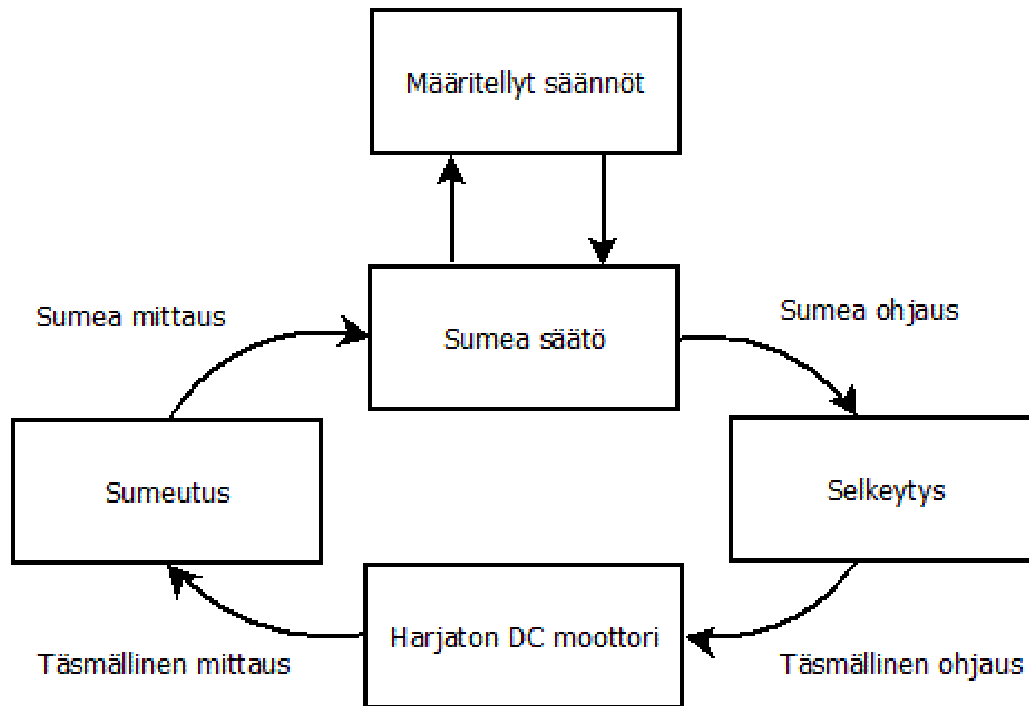 Määritellyt säännöt
Sumea mittaus
Sumea ohjaus
Sumea säätö
Sumeutus
Selkeytys
Harjaton DC moottori
Täsmällinen mittaus
Täsmällinen ohjaus